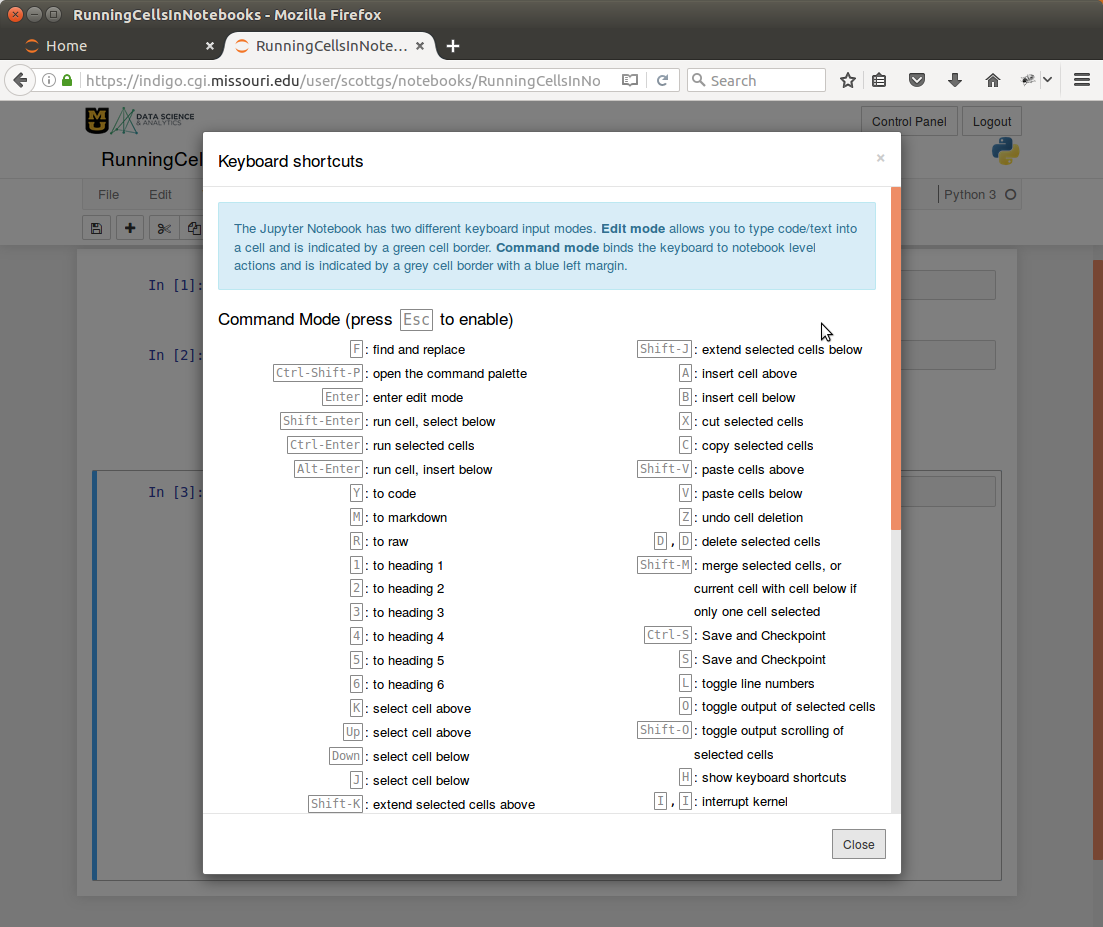 RunningCellsInNotebooks - Mozilla Firefox
Home × RunningCellsInNote... × +
https://indigo.cgi.missouri.edu/user/scottgs/notebooks/RunningCellsInNo
Search
MU DATA SCIENCE
& ANALYTICS
Control Panel Logout
RunningCel
File Edit
Python 3
In [1]:
In [2]:
In [3]:
Keyboard shortcuts ×
The Jupyter Notebook has two different keyboard input modes. Edit mode allows you to type code/text into
a cell and is indicated by a green cell border. Command mode binds the keyboard to notebook level
actions and is indicated by a grey cell border with a blue left margin.
Command Mode (press Esc to enable)
F : find and replace
Ctrl-Shift-P : open the command palette
Enter : enter edit mode
Shift-Enter : run cell, select below
Ctrl-Enter : run selected cells
Alt-Enter : run cell, insert below
Y : to code
M : to markdown
R : to raw
1 : to heading 1
2 : to heading 2
3 : to heading 3
4 : to heading 4
5 : to heading 5
6 : to heading 6
K : select cell above
Up : select cell above
Down : select cell below
J : select cell below
Shift-K : extend selected cells above
Shift-J : extend selected cells below
A : insert cell above
B : insert cell below
X : cut selected cells
C : copy selected cells
Shift-V : paste cells above
V : paste cells below
Z : undo cell deletion
D , D : delete selected cells
Shift-M : merge selected cells, or
current cell with cell below if
only one cell selected
Ctrl-S : Save and Checkpoint
S : Save and Checkpoint
L : toggle line numbers
O : toggle output of selected cells
Shift-O : toggle output scrolling of
selected cells
H : show keyboard shortcuts
I , I : interrupt kernel
Close